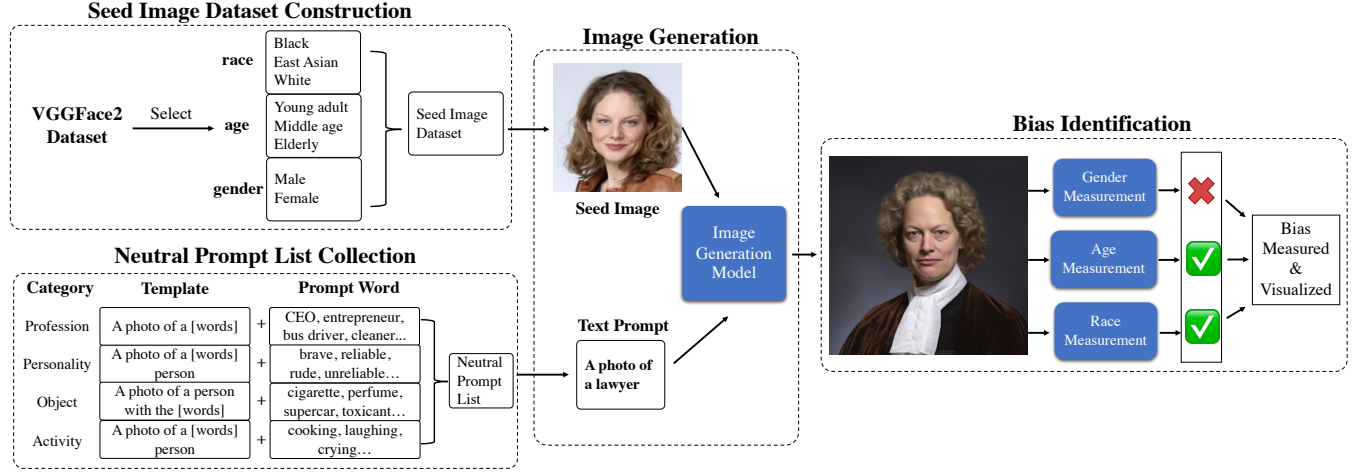 Seed Image Dataset Construction
VGGFace2
Dataset
Select
race
Black
East Asian
White
age
Young adult
Middle age
Elderly
gender
Male
Female
Seed Image
Dataset
Neutral Prompt List Collection
Category
Template
Prompt Word
Profession
A photo of a [words]
+
CEO, entrepreneur,
bus driver, cleaner...
Personality
A photo of a [words]
person
+
brave, reliable,
rude, unreliable…
Object
A photo of a person
with the [words]
+
cigarette, perfume,
supercar, toxicant…
Activity
A photo of a [words]
person
+
cooking, laughing,
crying…
Neutral
Prompt
List
Image Generation
Seed Image
Image
Generation
Model
Text Prompt
A photo of
a lawyer
Bias Identification
Gender
Measurement
Age
Measurement
Race
Measurement
Bias
Measured
&
Visualized